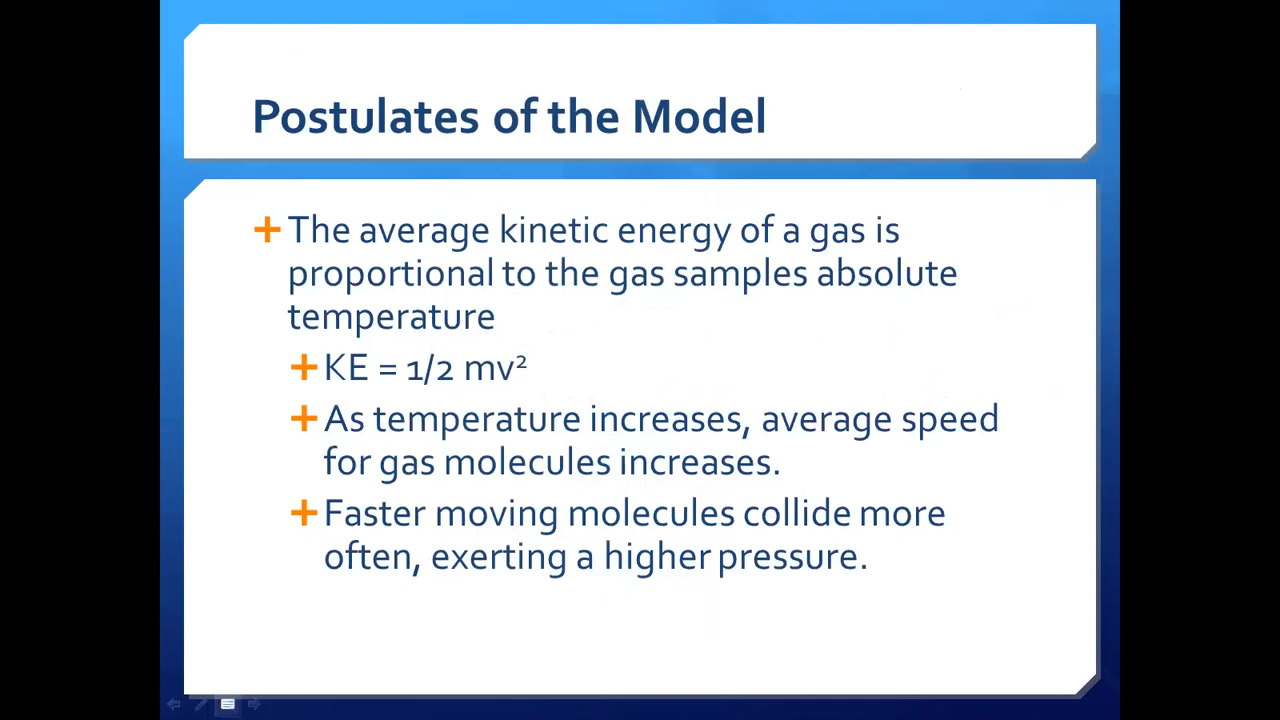 Postulates of the Model
The average kinetic energy of a gas is
proportional to the gas samples absolute
temperature
KE = 1/2 mv²
As temperature increases, average speed
for gas molecules increases.
Faster moving molecules collide more
often, exerting a higher pressure.